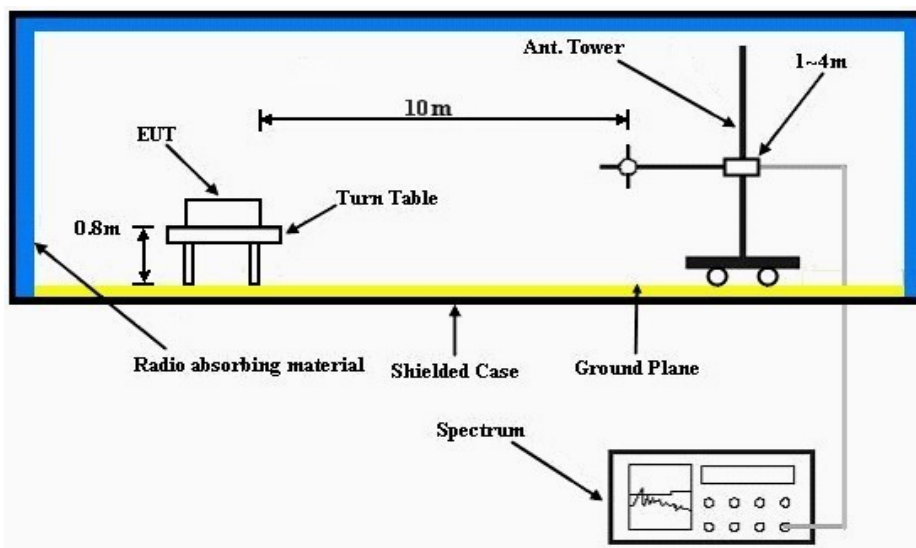 Ant. Tower
1~4m
10m
EUT
Turn Table
0.8m
Radio absorbing material
Shielded Case
Ground Plane
Spectrum